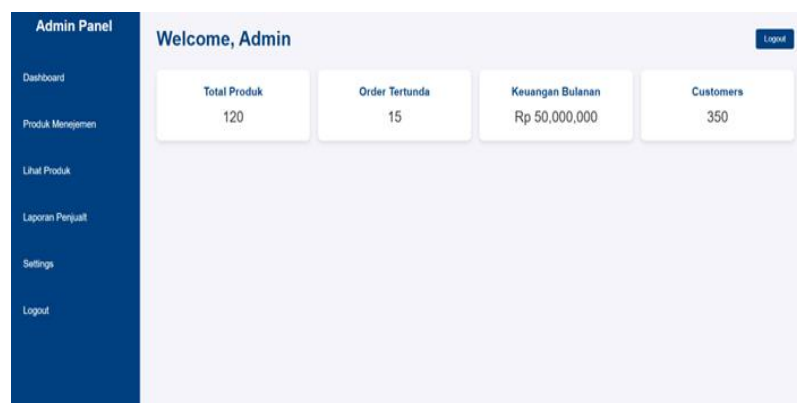 Admin Panel
Dashboard
Produk Menejemen
Lihat Produk
Laporan Penjualt
Settings
Logout
Welcome, Admin
Logout
Total Produk
120
Order Tertunda
15
Keuangan Bulanan
Rp 50,000,000
Customers
350